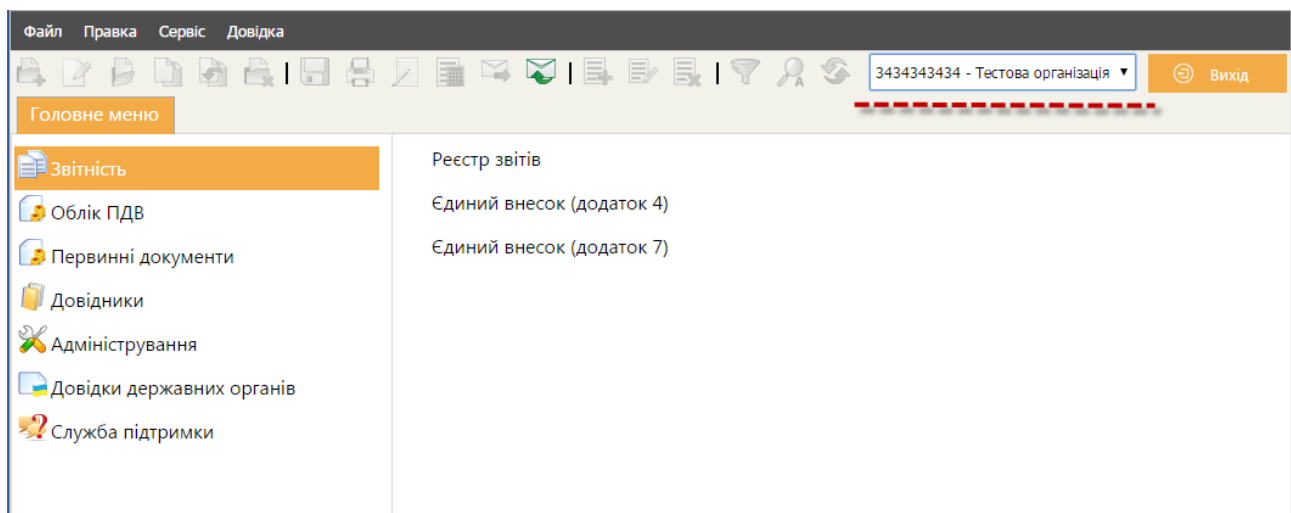 Файл Правка Сервіс Довідка
3434343434 - Тестова організація Вихід
Головне меню
Звітність
Облік ПДВ
Первинні документи
Довідники
Адміністрування
Довідки державних органів
Служба підтримки
Реєстр звітів
Єдиний внесок (додаток 4)
Єдиний внесок (додаток 7)